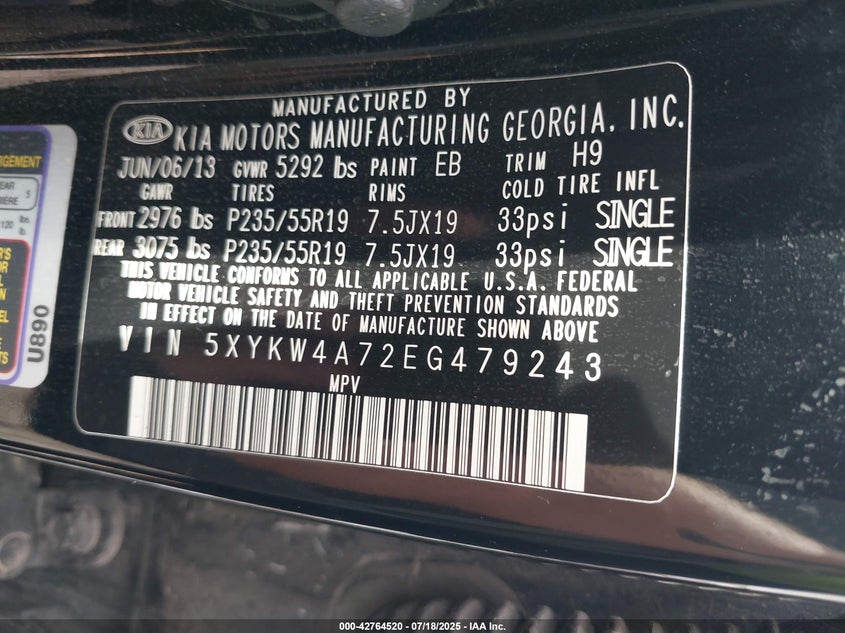 MANUFACTURED BY
KIA KIA MOTORS MANUFACTURING GEORGIA, INC.
JUN/06/13 GVWR 5292 lbs PAINT EB TRIM H9
GAWR TIRES RIMS COLD TIRE INFL
FRONT 2976 lbs P235/55R19 7.5JX19 33psi SINGLE
REAR 3075 lbs P235/55R19 7.5JX19 33psi SINGLE
THIS VEHICLE CONFORMS TO ALL APPLICABLE U.S.A. FEDERAL
MOTOR VEHICLE SAFETY AND THEFT PREVENTION STANDARDS
IN EFFECT ON THE DATE OF MANUFACTURE SHOWN ABOVE
VIN 5XYKW4A72EG479243
MPV
U890
000-42764520 - 07/18/2025 - IAA Inc.